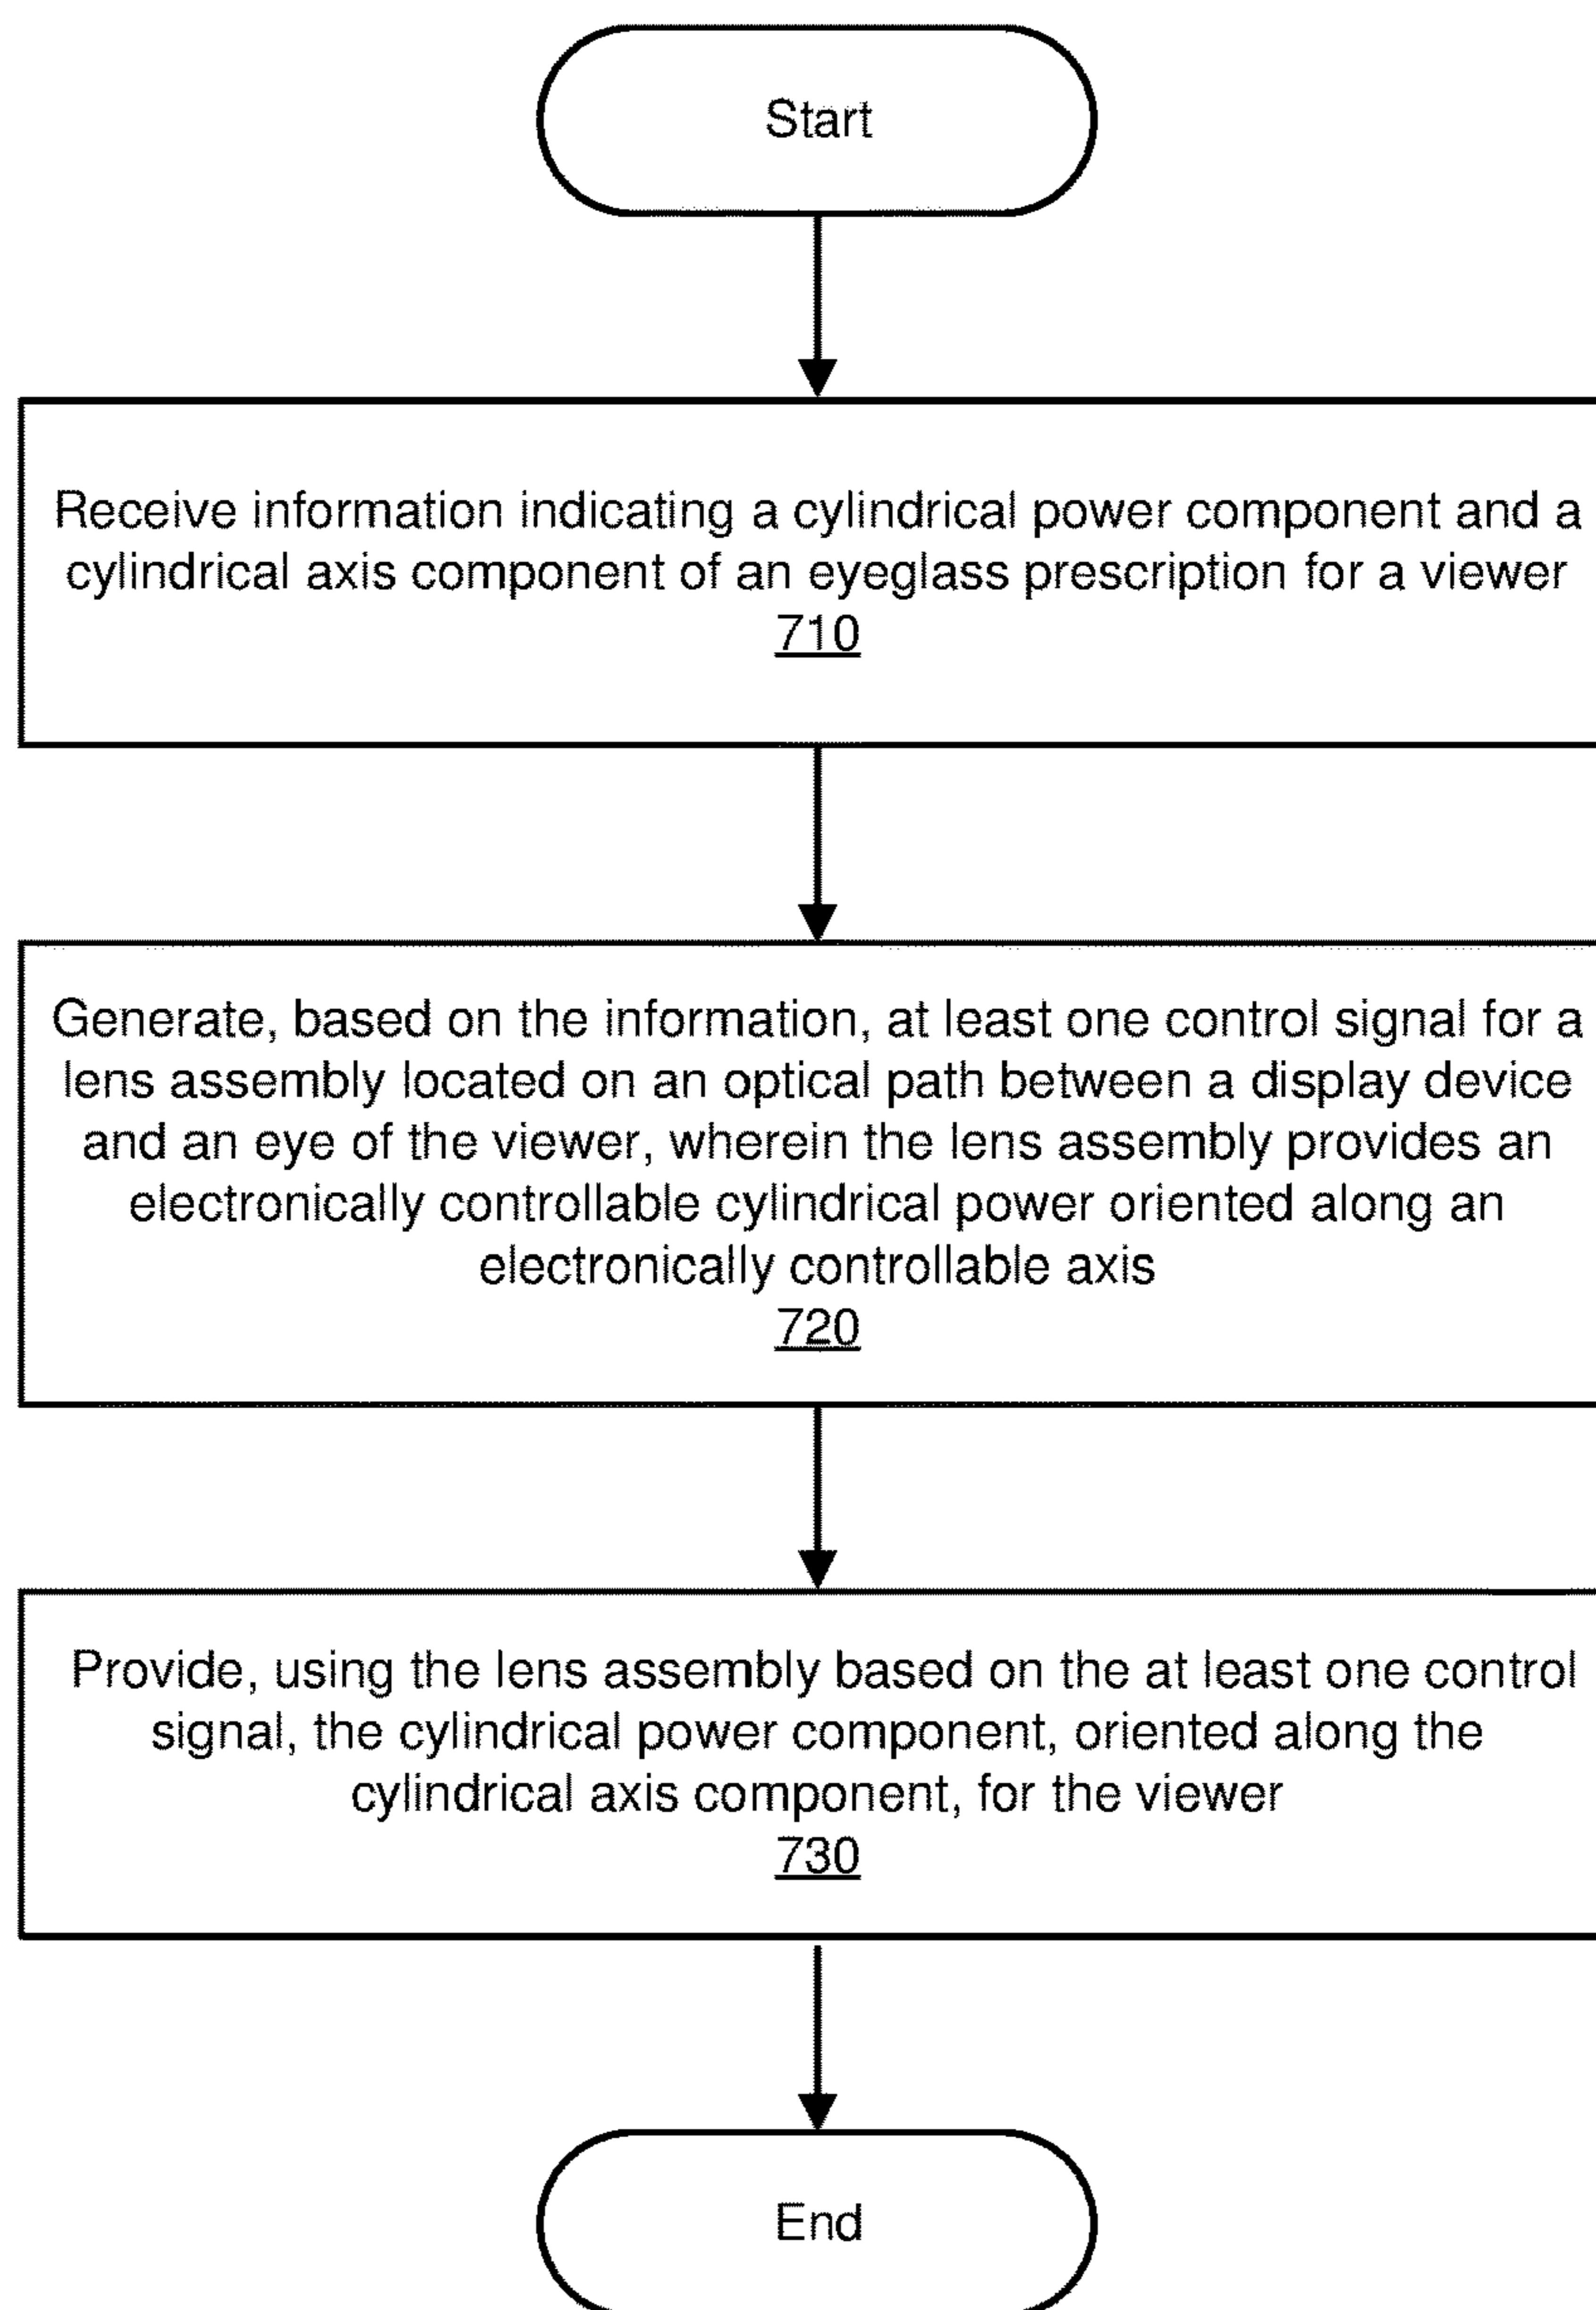 Start
Receive information indicating a cylindrical power component and a
cylindrical axis component of an eyeglass prescription for a viewer
710
Generate, based on the information, at least one control signal for a
lens assembly located on an optical path between a display device
and an eye of the viewer, wherein the lens assembly provides an
electronically controllable cylindrical power oriented along an
electronically controllable axis
720
Provide, using the lens assembly based on the at least one control
signal, the cylindrical power component, oriented along the
cylindrical axis component, for the viewer
730
End